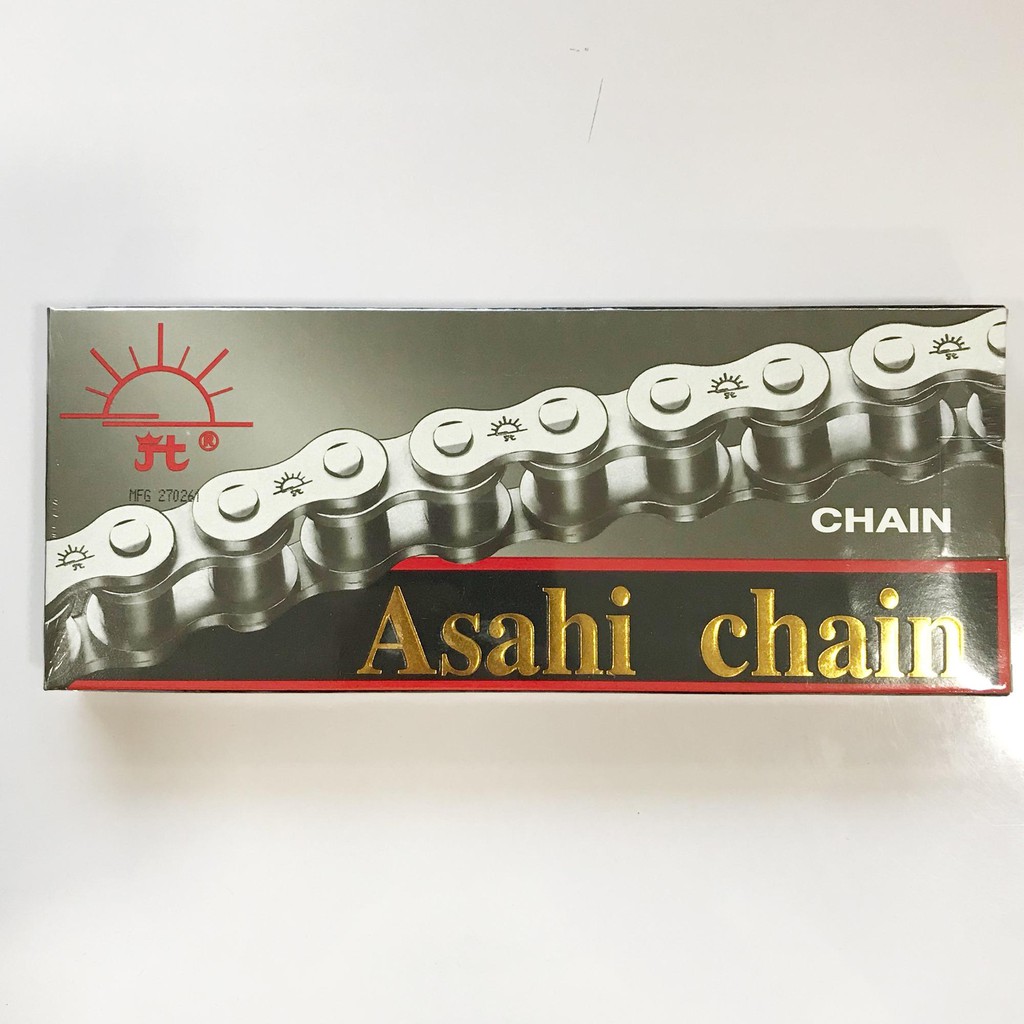 ®
MFG 270261
CHAIN
Asahi chain